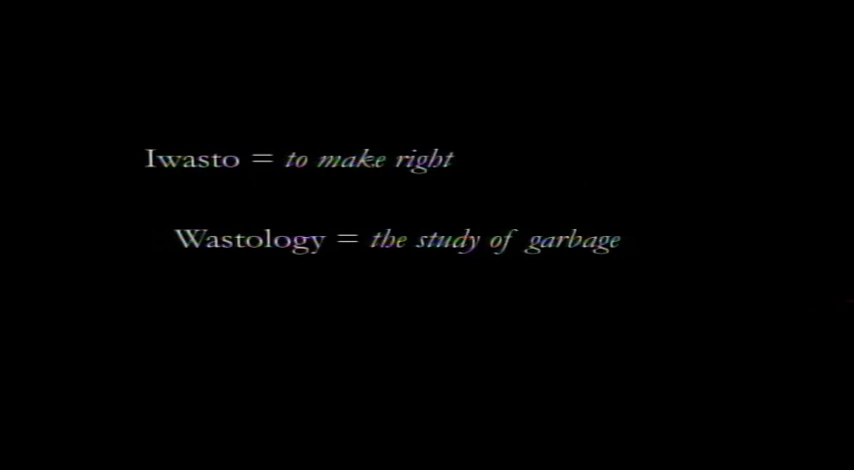 Iwasto = to make right
Wastology = the study of garbage